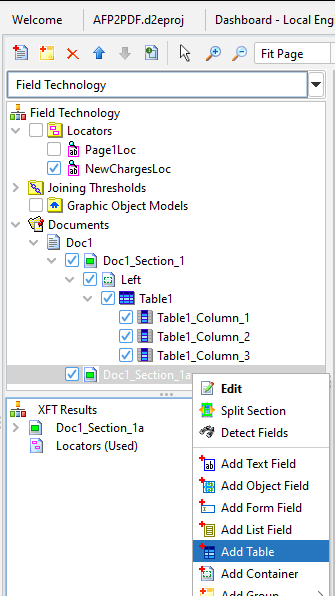 Welcome
AFP2PDF.d2eproj
Dashboard - Local Eng
Fit Page
Field Technology
Field Technology
Locators
Page1Loc
NewChargesLoc
Joining Thresholds
Graphic Object Models
Documents
Doc1
Doc1_Section_1
Left
Table1
Table1_Column_1
Table1_Column_2
Table1_Column_3
Doc1_Section_1a
Edit
XFT Results
Split Section
Doc1_Section_1a
Detect Fields
Locators (Used)
Add Text Field
Add Object Field
Add Form Field
Add List Field
Add Table
Add Container
Add Group